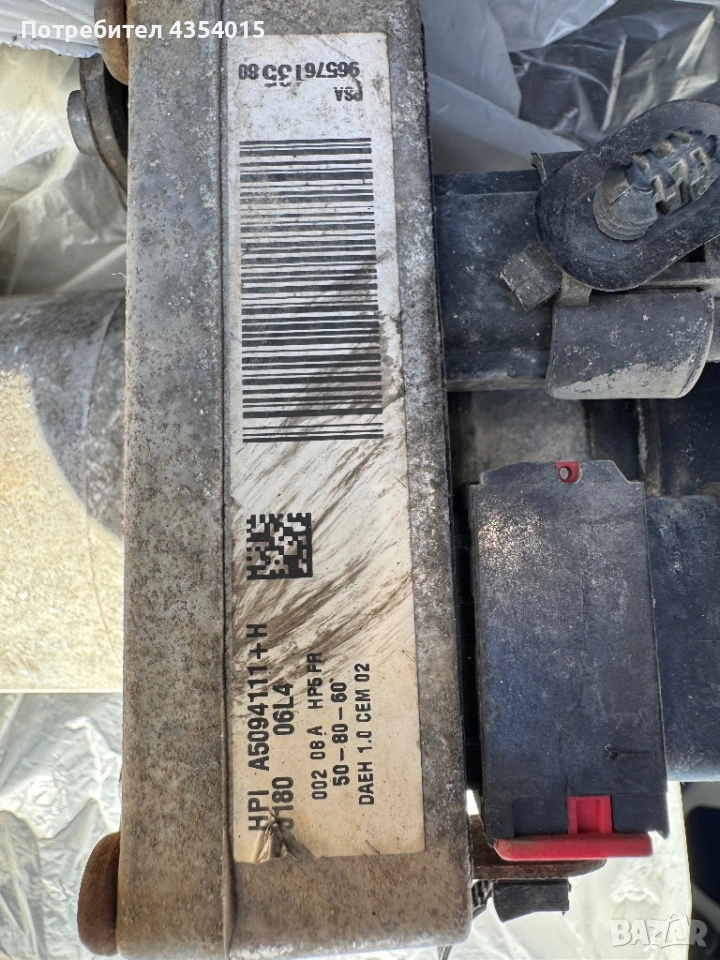 Потребител 4354015
PSA
9657613580
HPI A5094111+H
06L4
002 08 A HP5 FR
50-80-60
DAEH 1.0 CEM 02
BAZAR